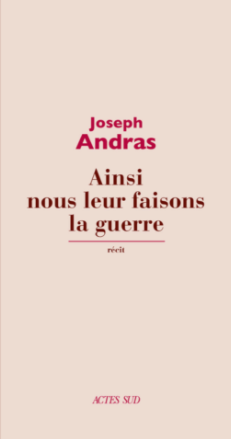 Joseph
Andras
Ainsi
nous leur faisons
la guerre
récit
ACTES SUD